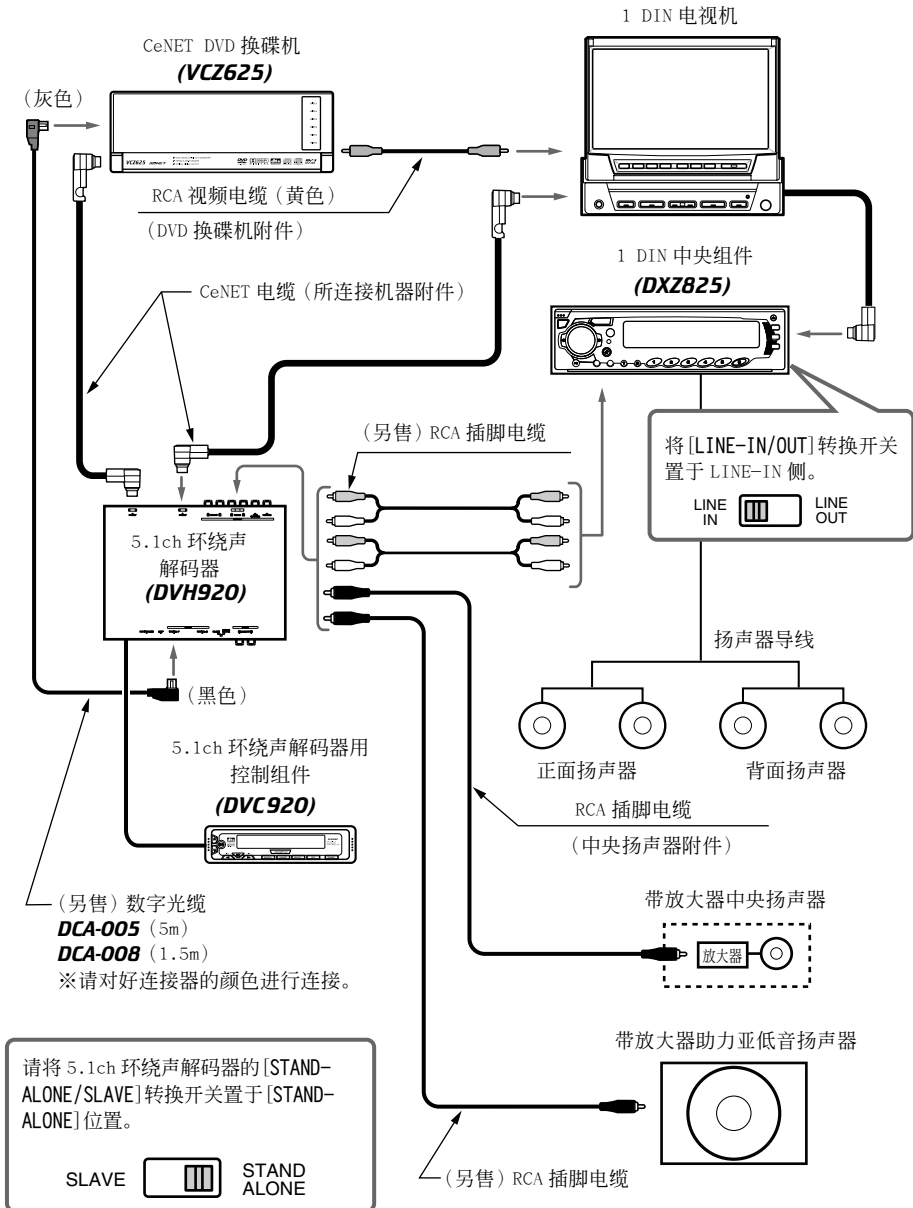 1 DIN 电视机
CeNET DVD 换碟机
(VCZ625)
(灰色)
VCZ625
RCA 视频电缆 (黄色)
(DVD 换碟机附件)
1 DIN 中央组件
(DXZ825)
CeNET 电缆 (所连接机器附件)
(另售) RCA 插脚电缆
将[LINE-IN/OUT]转换开关
置于 LINE-IN 侧。
LINE
IN
LINE
OUT
5.1ch 环绕声
解码器
(DVH920)
扬声器导线
(黑色)
正面扬声器
背面扬声器
5.1ch 环绕声解码器用
控制组件
(DVC920)
RCA 插脚电缆
(中央扬声器附件)
(另售) 数字光缆
DCA-005 (5m)
DCA-008 (1.5m)
※请对好连接器的颜色进行连接。
带放大器中央扬声器
放大器
请将 5.1ch 环绕声解码器的[STAND-
ALONE/SLAVE]转换开关置于[STAND-
ALONE]位置。
SLAVE
STAND
ALONE
带放大器助力亚低音扬声器
(另售) RCA 插脚电缆